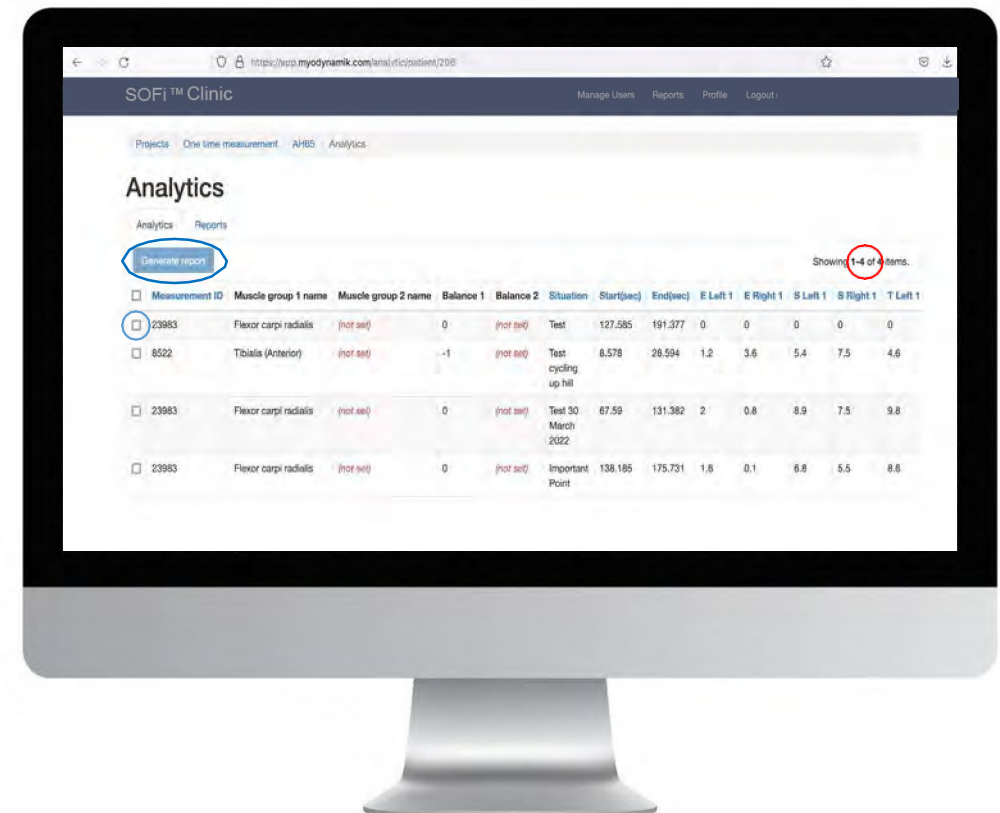 https://app.myodynamik.com/analytic/patient/208
SOFi™ Clinic Manage Users Reports Profile Logout
Projects One time measurement AH85 Analytics
Analytics
Analytics Reports
Generate report
Showing 1-4 of 4 items.
Measurement ID Muscle group 1 name Muscle group 2 name Balance 1 Balance 2 Situation Start(sec) End(sec) E Left 1 E Right 1 S Left 1 S Right 1 T Left 1
23983 Flexor carpi radialis (not set) 0 (not set) Test 127.585 191.377 0 0 0 0 0
8522 Tibialis (Anterior) (not set) -1 (not set) Test 8.578 28.594 1.2 3.6 5.4 7.5 4.6
cycling
up hill
23983 Flexor carpi radialis (not set) 0 (not set) Test 30 67.59 131.382 2 0.8 8.9 7.5 9.8
March
2022
23983 Flexor carpi radialis (not set) 0 (not set) Important 138.185 175.731 1.6 0.1 6.8 5.5 8.6
Point